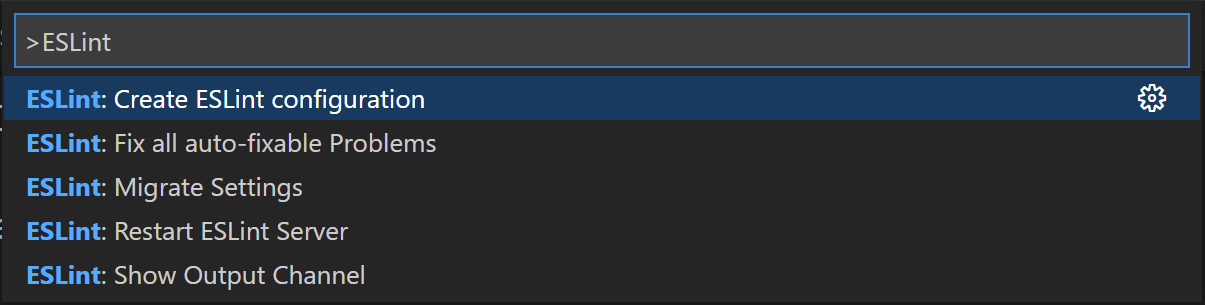 >ESLint
ESLint: Create ESLint configuration
ESLint: Fix all auto-fixable Problems
ESLint: Migrate Settings
ESLint: Restart ESLint Server
ESLint: Show Output Channel